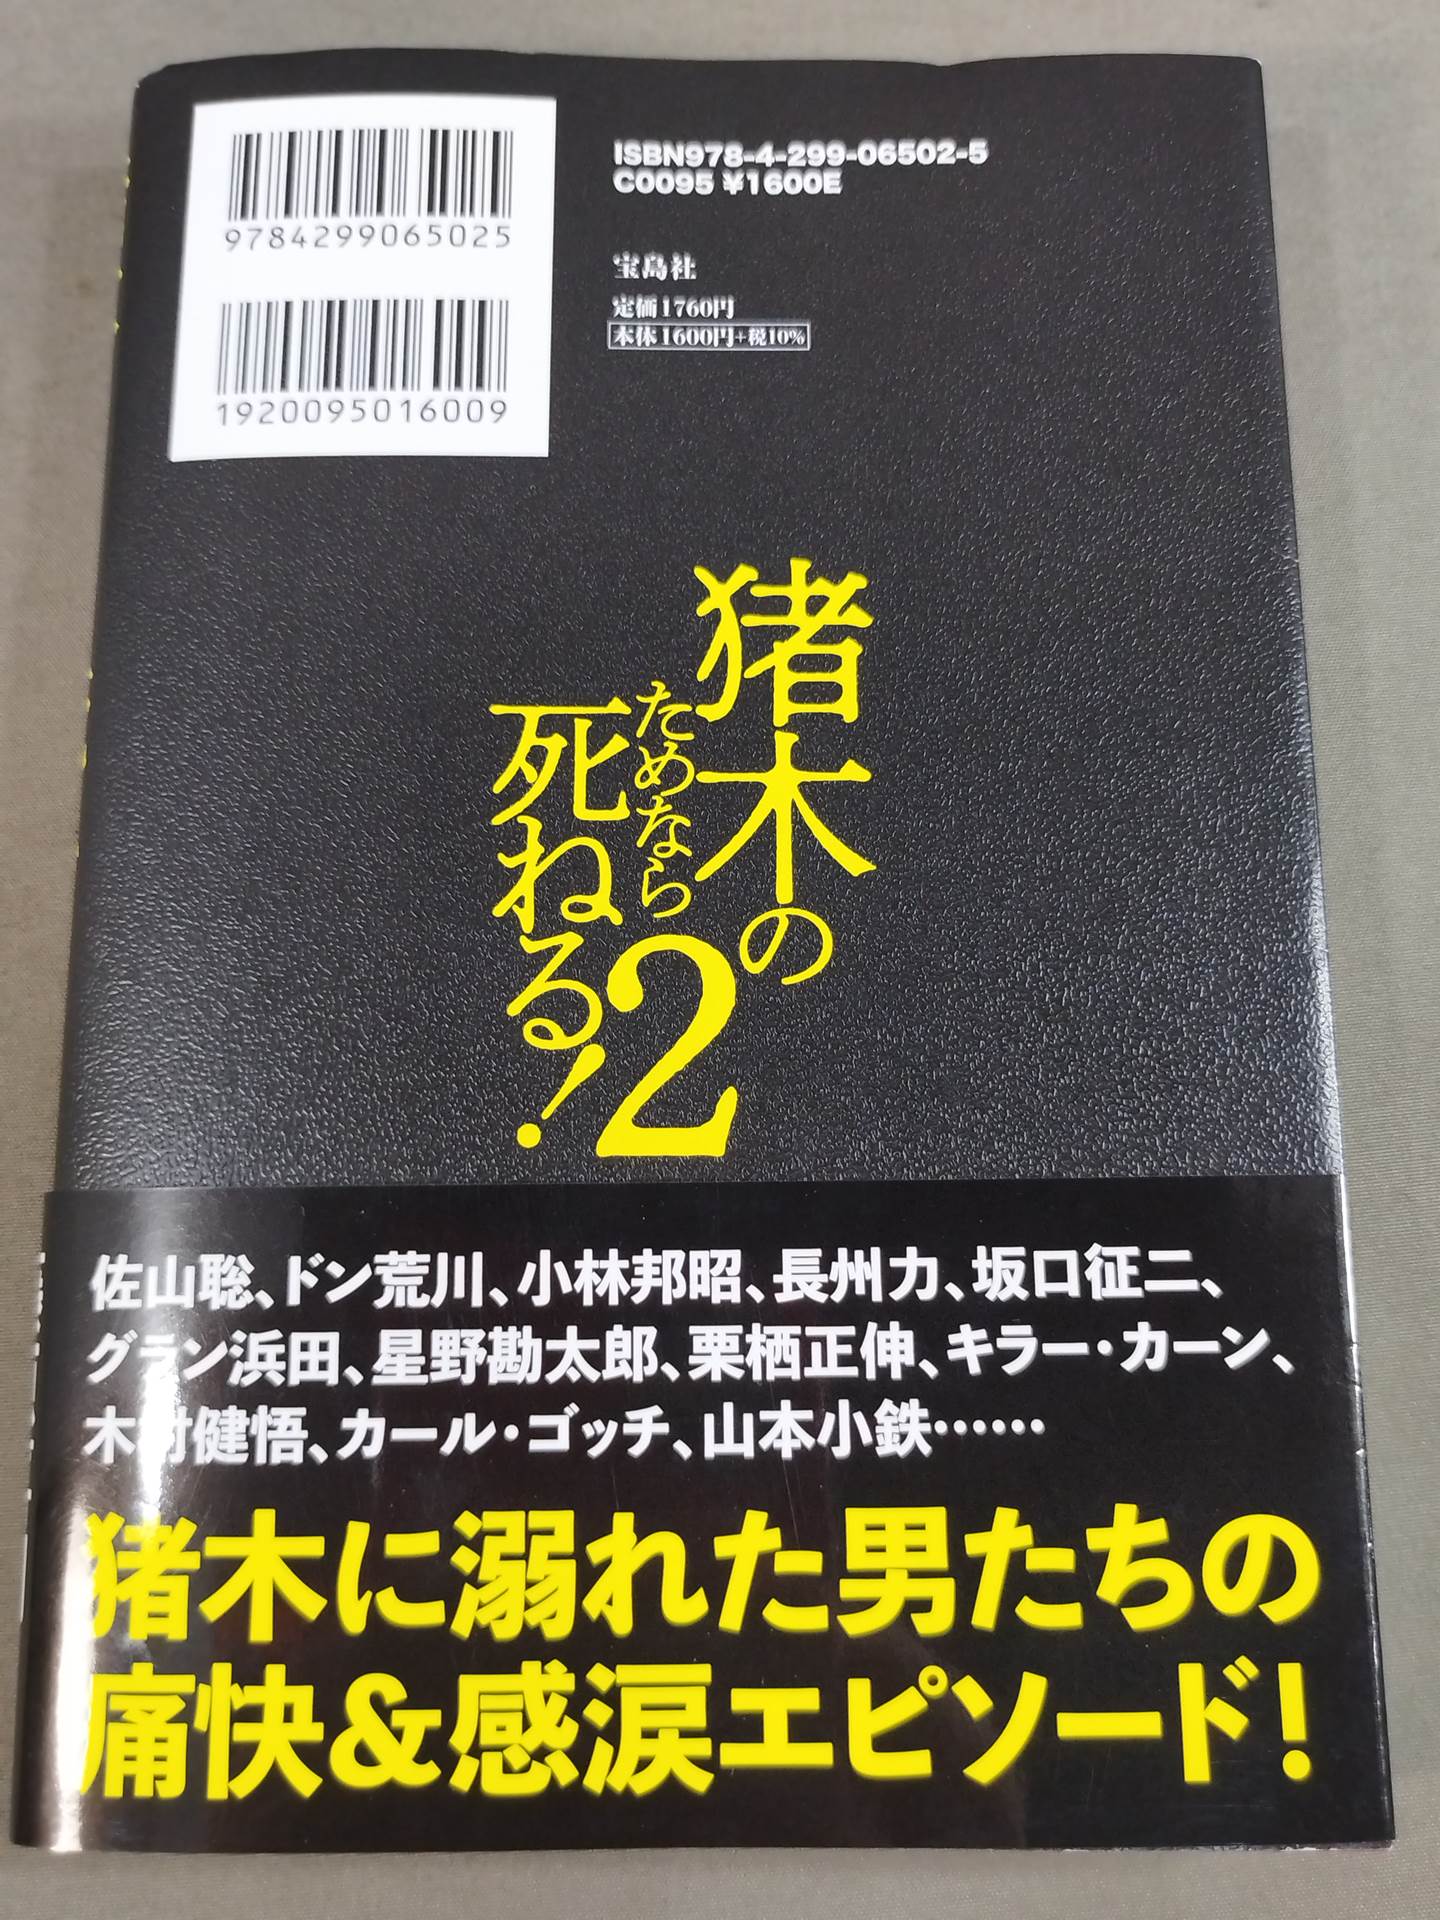 9784299065025
1920095016009
ISBN978-4-299-06502-5
C0095 ¥1600E
宝島社
定価1760円
本体1600円+税10%
猪木の
ためなら
死ねる!
2
佐山聡、ドン荒川、小林邦昭、長州力、坂口征二、
グラン浜田、星野勘太郎、栗栖正伸、キラー・カーン、
木村健悟、カール・ゴッチ、山本小鉄……
猪木に溺れた男たちの
痛快&感涙エピソード!